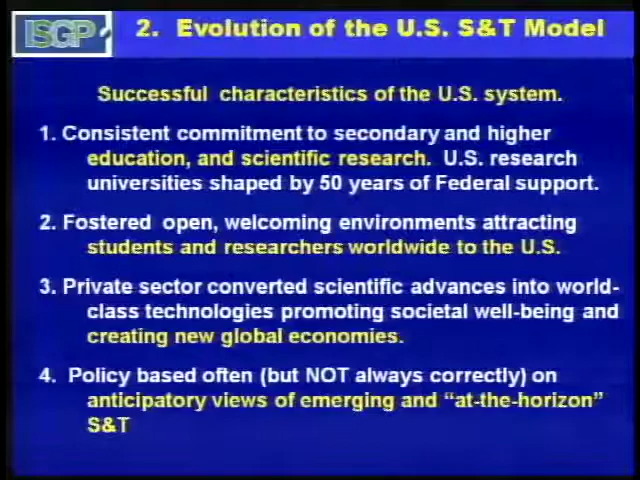 ISGP
2. Evolution of the U.S. S&T Model
Successful characteristics of the U.S. system.
1. Consistent commitment to secondary and higher
education, and scientific research. U.S. research
universities shaped by 50 years of Federal support.
2. Fostered open, welcoming environments attracting
students and researchers worldwide to the U.S.
3. Private sector converted scientific advances into world-
class technologies promoting societal well-being and
creating new global economies.
4. Policy based often (but NOT always correctly) on
anticipatory views of emerging and “at-the-horizon”
S&T